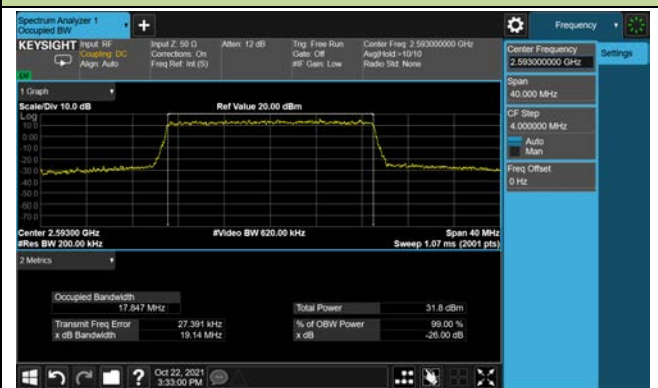 Spectrum Analyzer 1
Occupied BW
Frequency
KEYSIGHT Input: RF Input Z: 50 Ω Atten: 12 dB Trig: Free Run Center Freq: 2.593000000 GHz
Coupling: DC Corrections: On Gate: Off Avg|Hold:>10/10
Align: Auto Freq Ref: Int (S) #IF Gain: Low Radio Std: None
Center Frequency
2.593000000 GHz
Settings
Span
40.000 MHz
CF Step
4.000000 MHz
Auto
Man
Freq Offset
0 Hz
1 Graph
Scale/Div 10.0 dB Ref Value 20.00 dBm
Log
10.0
0.00
-10.0
-20.0
-30.0
-40.0
-50.0
-60.0
-70.0
Center 2.59300 GHz #Video BW 620.00 kHz Span 40 MHz
#Res BW 200.00 kHz Sweep 1.07 ms (2001 pts)
2 Metrics
Occupied Bandwidth
17.847 MHz Total Power 31.8 dBm
Transmit Freq Error 27.391 kHz % of OBW Power 99.00 %
x dB Bandwidth 19.14 MHz x dB -26.00 dB
Oct 22, 2021
3:33:00 PM